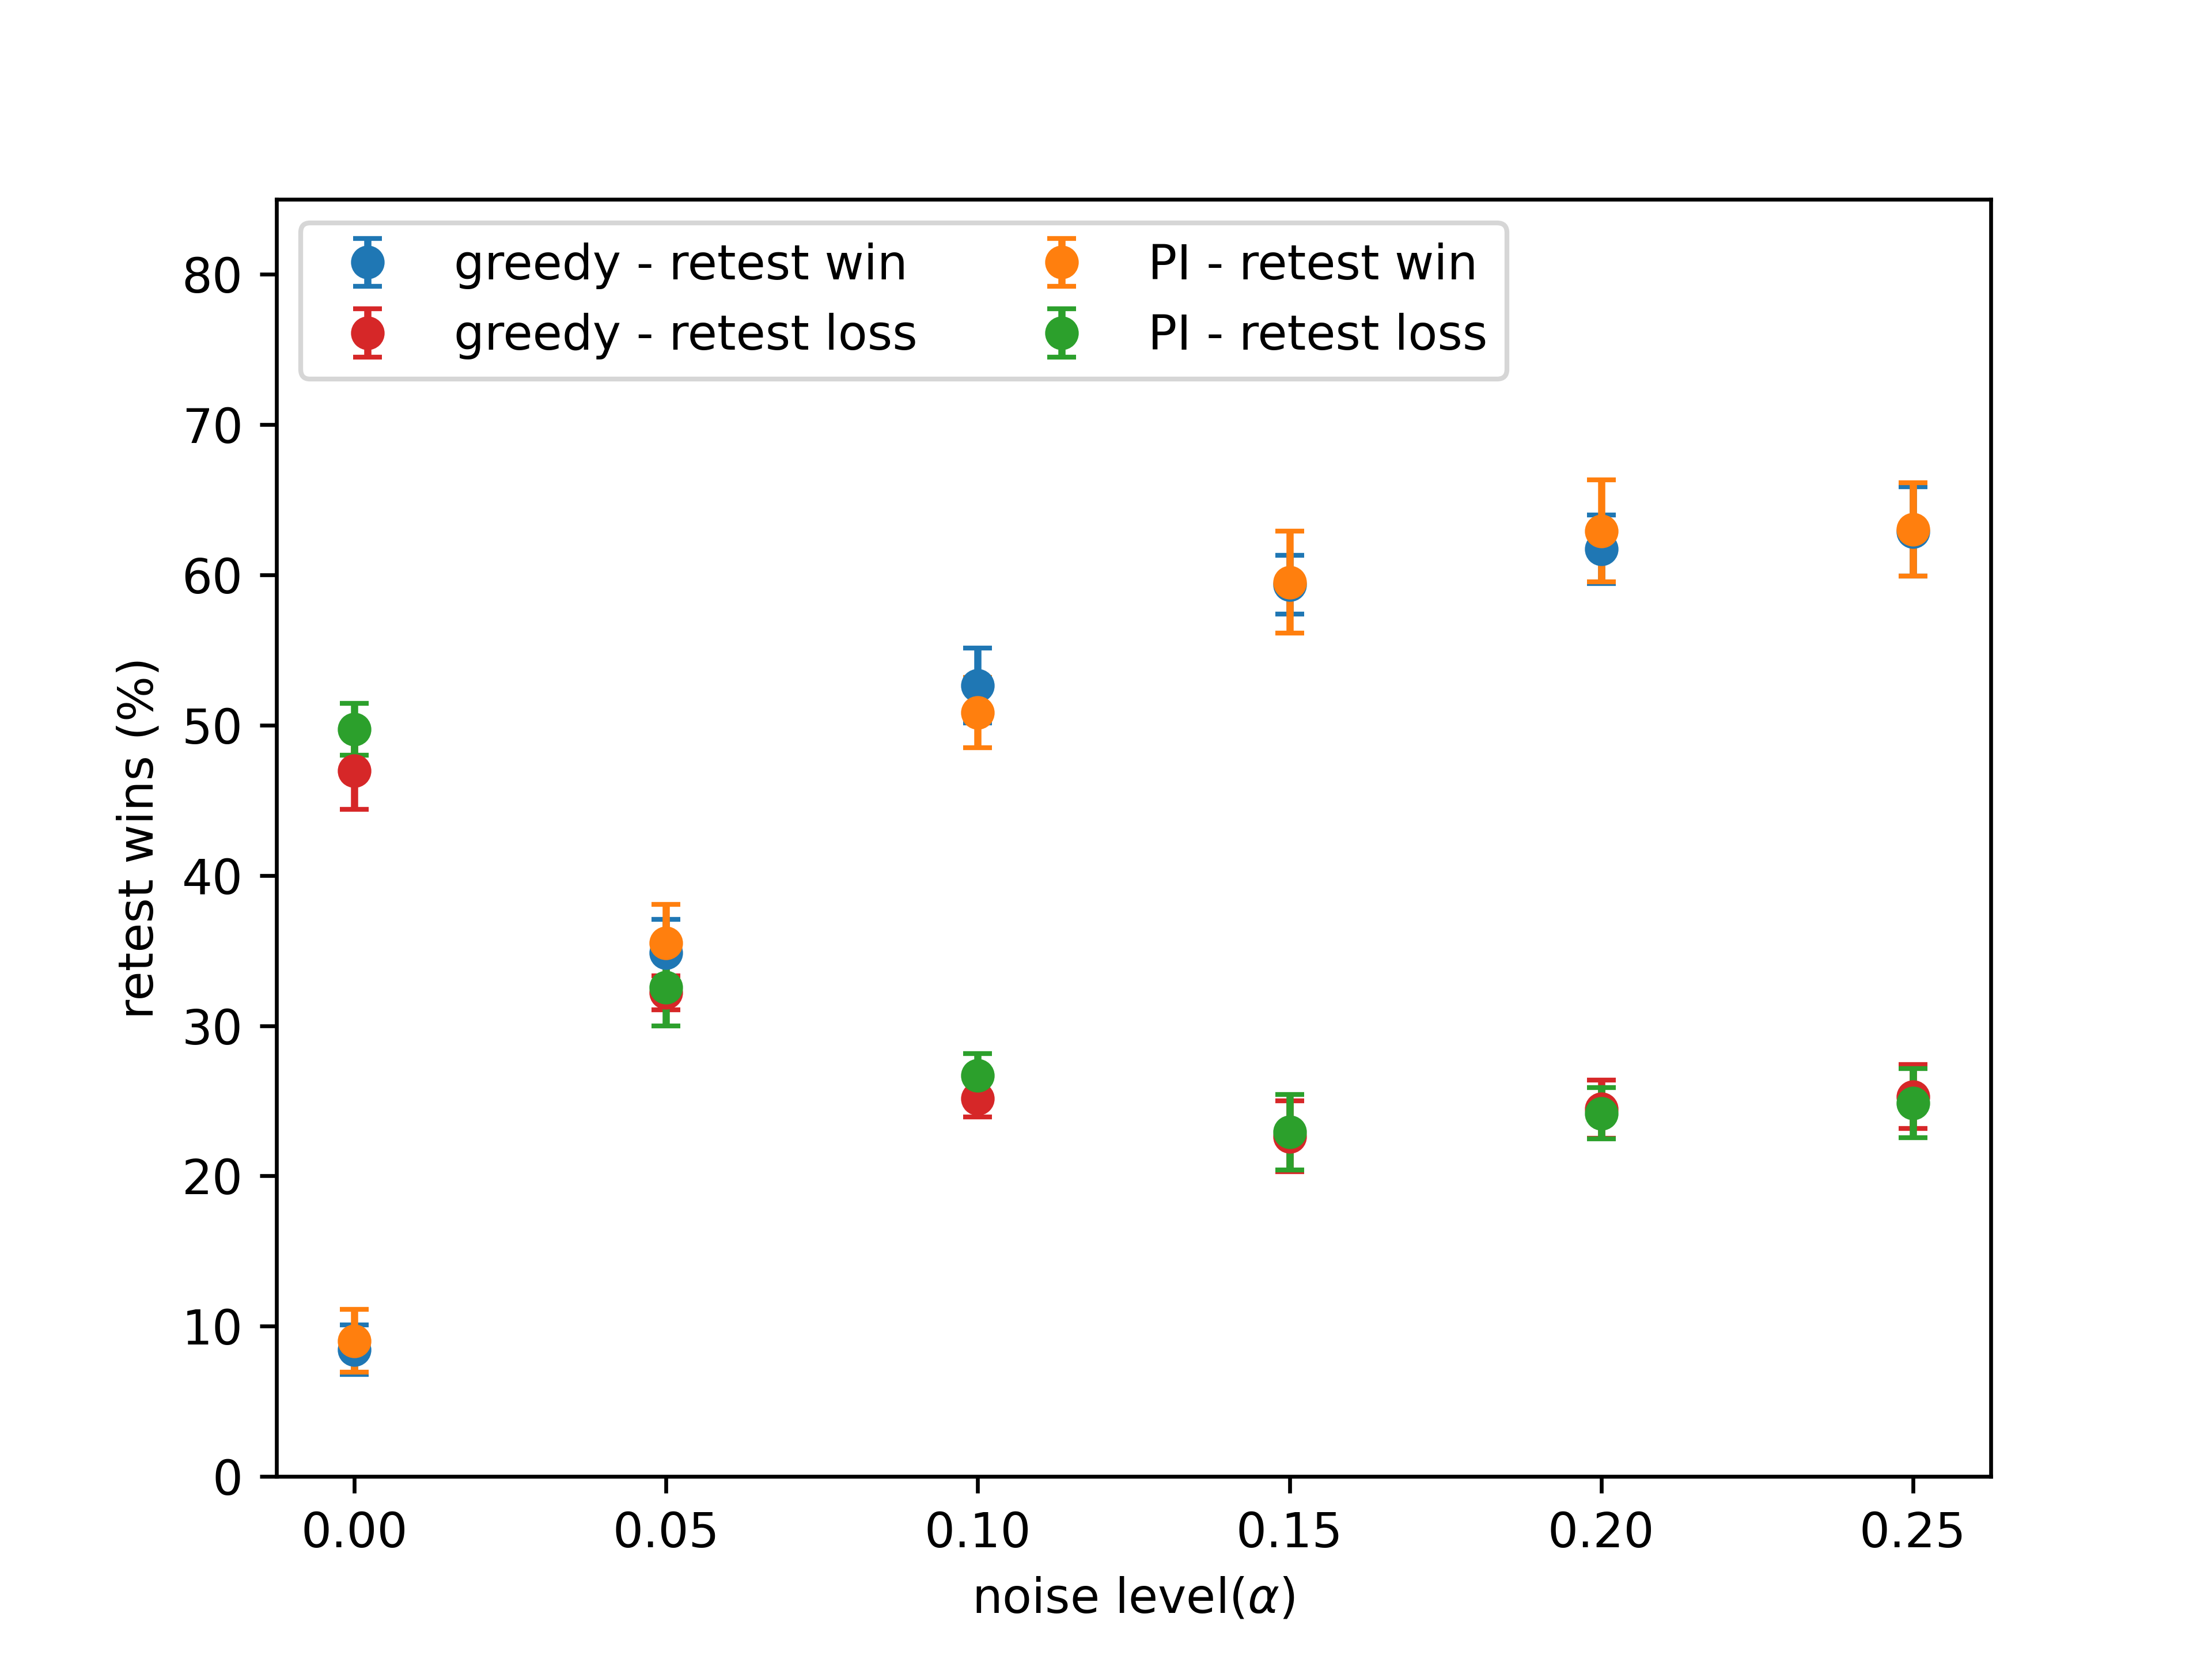 greedy - retest win
greedy - retest loss
PI - retest win
PI - retest loss
80
70
60
50
40
30
20
10
0
retest wins (%)
0.00 0.05 0.10 0.15 0.20 0.25
noise level(α)